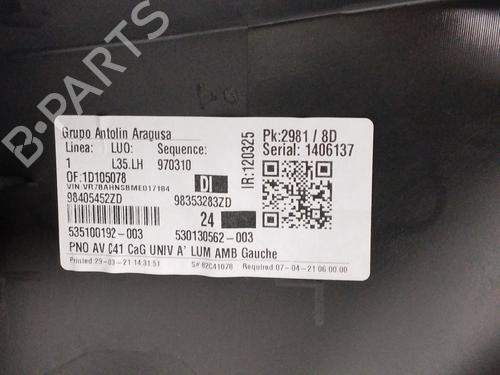 Grupo Antolin Aragusa
Linea: LUO: Sequence:
1 L35.LH 970310
OF:1D105078 DI
VIN VR7BAHNSBME017184
98405452ZD 98353283ZD
24
535100192-003 530130562-003
PNO AV C41 CaG UNIV A' LUM AMB Gauche
Printed:29-03-21 14:31:51 S# 82C41078 Required:07-04-21 06:00:00
IR:120325
Pk:2981 / 8D
Serial: 1406137
B-PARTS